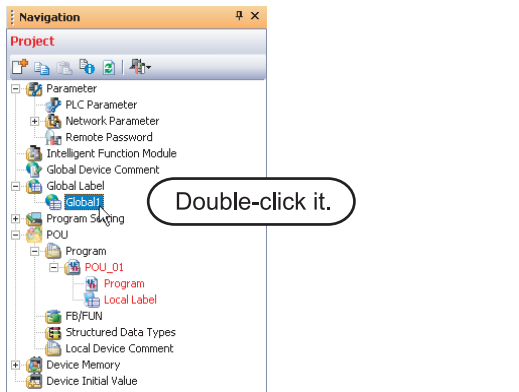 Navigation
Project
Parameter
PLC Parameter
Network Parameter
Remote Password
Intelligent Function Module
Global Device Comment
Global Label
Global1
Double-click it.
Program Setting
POU
Program
POU_01
Program
Local Label
FB/FUN
Structured Data Types
Local Device Comment
Device Memory
Device Initial Value